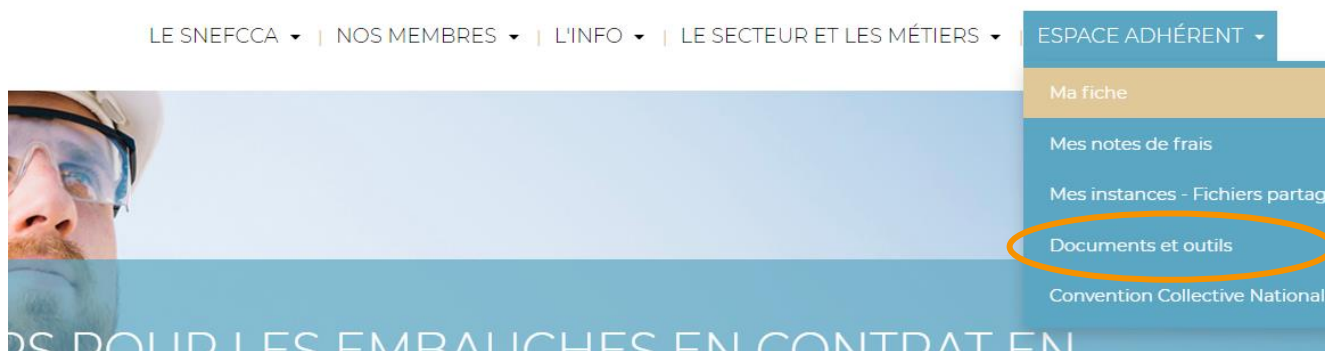 LE SNEFCCA | NOS MEMBRES | L'INFO | LE SECTEUR ET LES MÉTIERS | ESPACE ADHÉRENT
Ma fiche
Mes notes de frais
Mes instances - Fichiers partag
Documents et outils
Convention Collective National
POUR LES EMBAUCHES EN CONTRAT EN